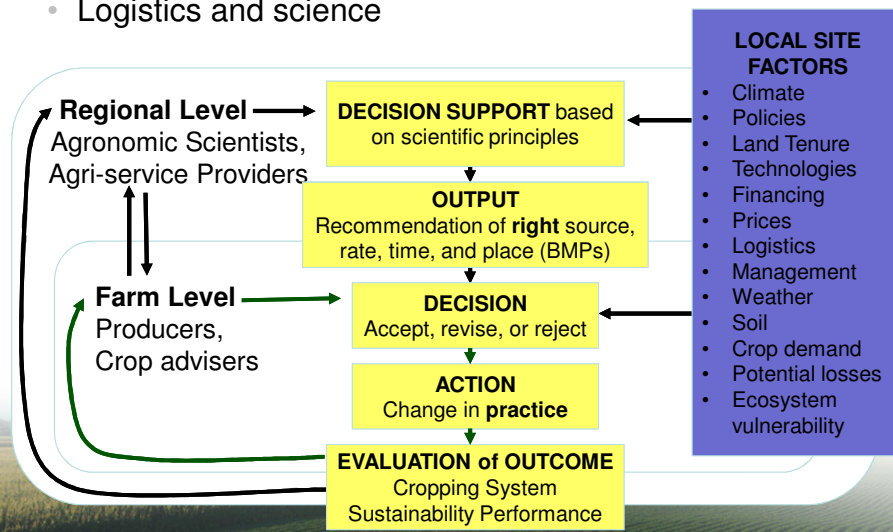 • Logistics and science
Regional Level
Agronomic Scientists,
Agri-service Providers
Farm Level
Producers,
Crop advisers
DECISION SUPPORT based
on scientific principles
OUTPUT
Recommendation of right source,
rate, time, and place (BMPs)
DECISION
Accept, revise, or reject
ACTION
Change in practice
EVALUATION of OUTCOME
Cropping System
Sustainability Performance
LOCAL SITE
FACTORS
• Climate
• Policies
• Land Tenure
• Technologies
• Financing
• Prices
• Logistics
• Management
• Weather
• Soil
• Crop demand
• Potential losses
• Ecosystem
vulnerability